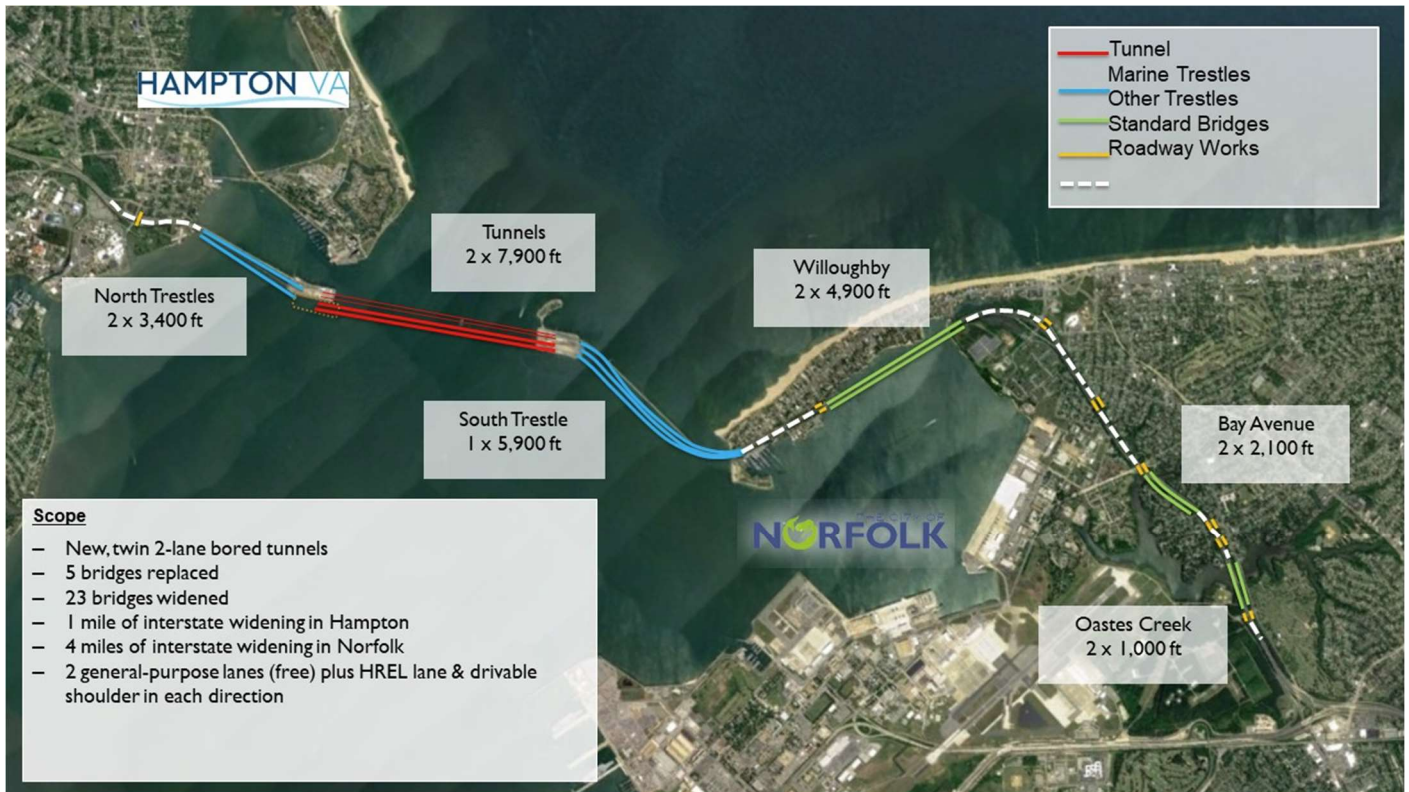 HAMPTON VA
Tunnel
Marine Trestles
Other Trestles
Standard Bridges
Roadway Works
Tunnels
2 x 7,900 ft
Willoughby
2 x 4,900 ft
North Trestles
2 x 3,400 ft
South Trestle
1 x 5,900 ft
Bay Avenue
2 x 2,100 ft
THE CITY OF
NORFOLK
Scope
– New, twin 2-lane bored tunnels
– 5 bridges replaced
– 23 bridges widened
– 1 mile of interstate widening in Hampton
– 4 miles of interstate widening in Norfolk
– 2 general-purpose lanes (free) plus HREL lane & drivable
shoulder in each direction
Oastes Creek
2 x 1,000 ft